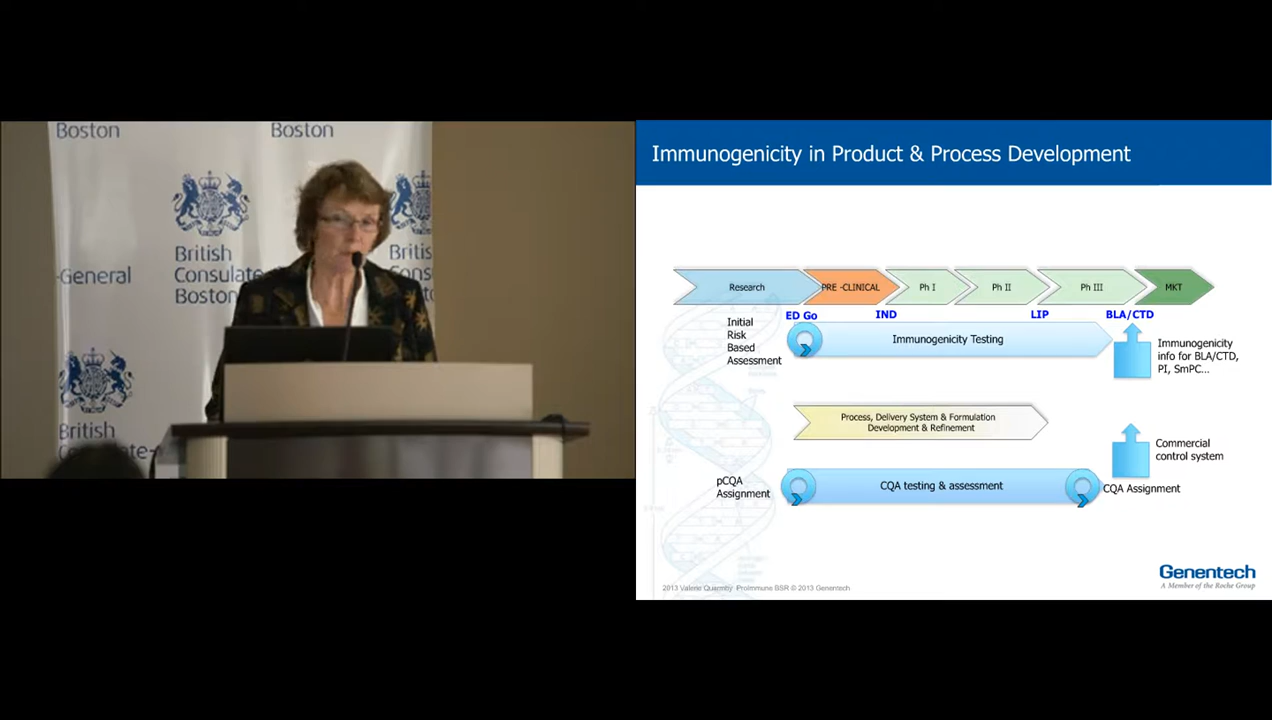 Boston
Boston
British
Consulate-
Boston
-General
British
Consulate-
British
Consulate-
Immunogenicity in Product & Process Development
Research
PRE -CLINICAL
Ph I
Ph II
Ph III
MKT
ED Go
IND
LIP
BLA/CTD
Initial
Risk
Based
Assessment
Immunogenicity Testing
Immunogenicity
info for BLA/CTD,
PI, SmPC...
Process, Delivery System & Formulation
Development & Refinement
Commercial
control system
pCQA
Assignment
CQA testing & assessment
CQA Assignment
2013 Valerie Quarmby ProImmune BSR © 2013 Genentech
Genentech
A Member of the Roche Group